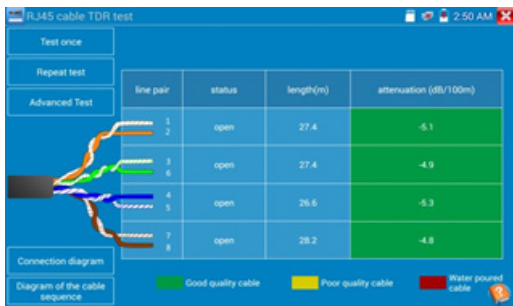 RJ45 cable TDR test
2:50 AM
Test once
Repeat test
Advanced Test
line pair status length(m) attenuation (dB/100m)
1
2
open 27.4 -5.1
3
6
open 27.4 -4.9
4
5
open 26.6 -5.3
7
8
open 28.2 -4.8
Connection diagram
Diagram of the cable
sequence
Good quality cable
Poor quality cable
Water poured
cable